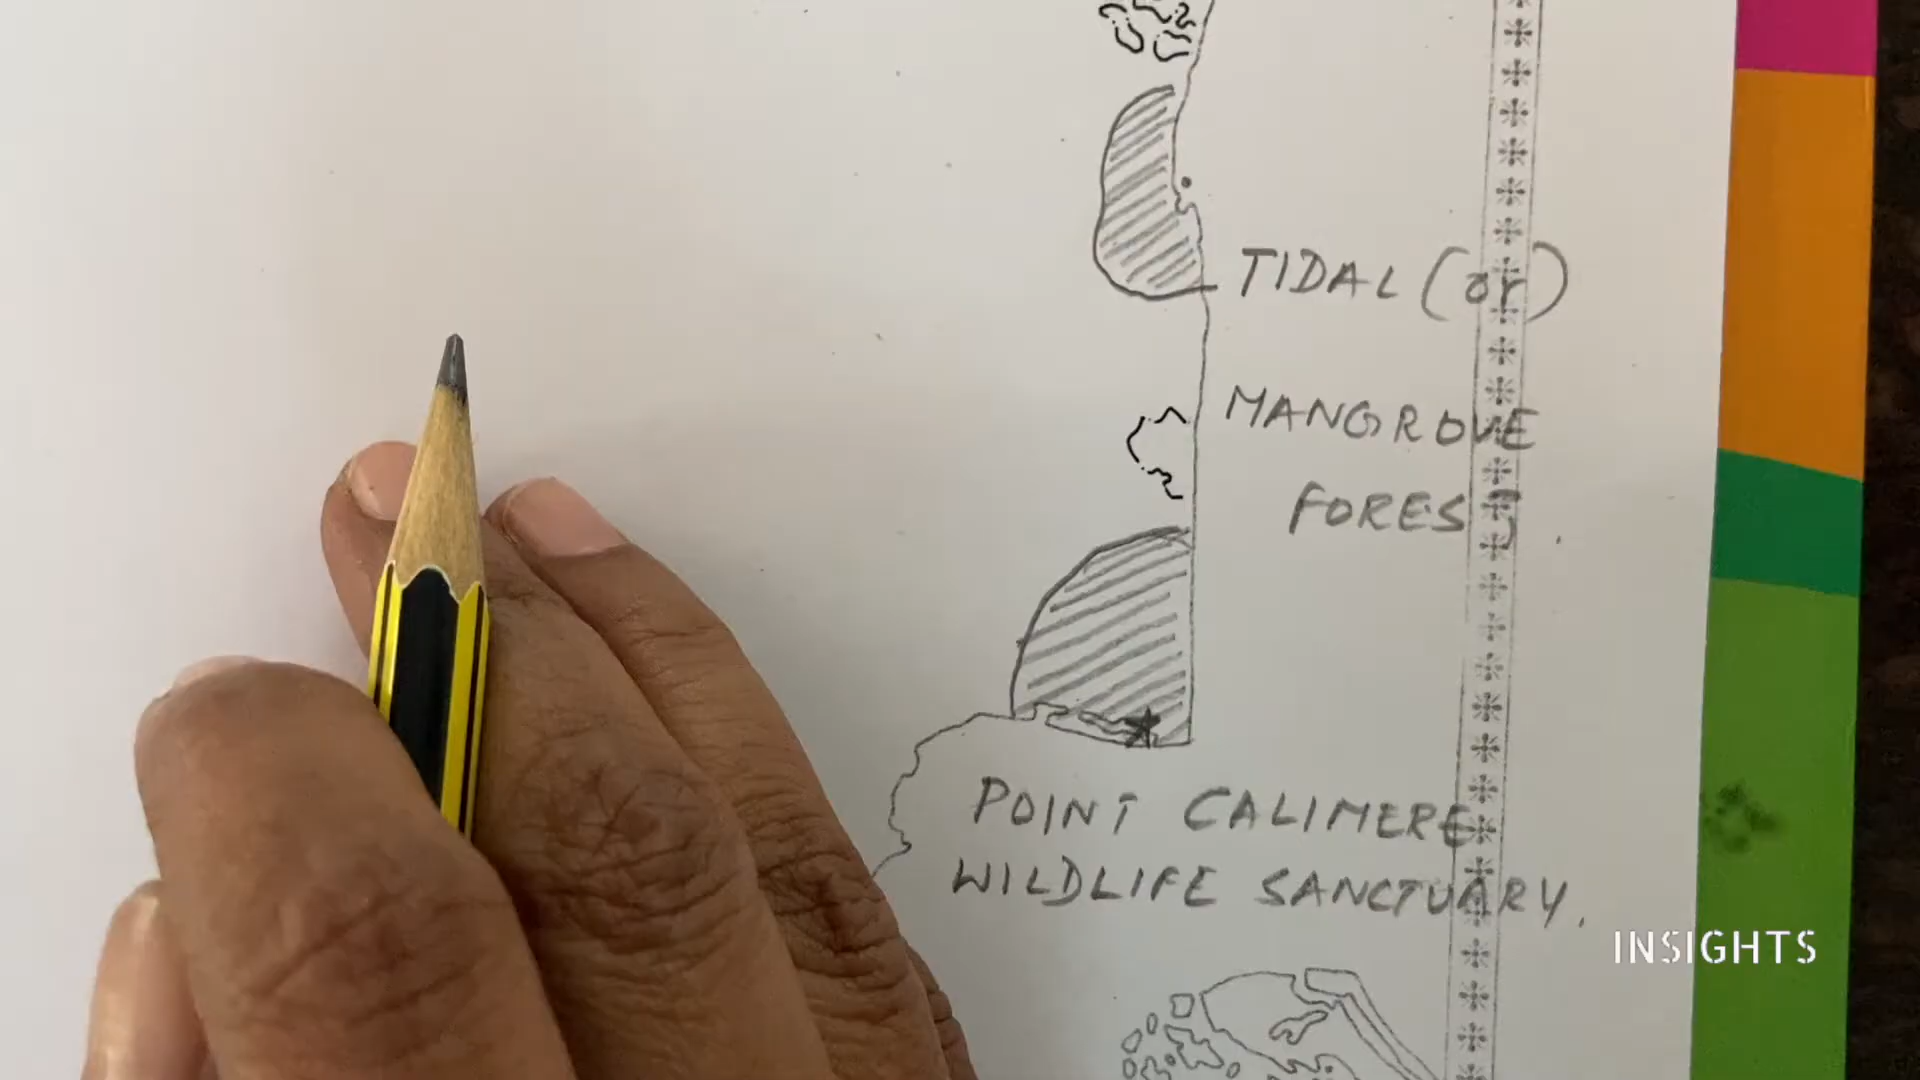 TIDAL (or)
MANGROVE
FOREST
POINT CALIMERE
WILDLIFE SANCTUARY.
INSIGHTS